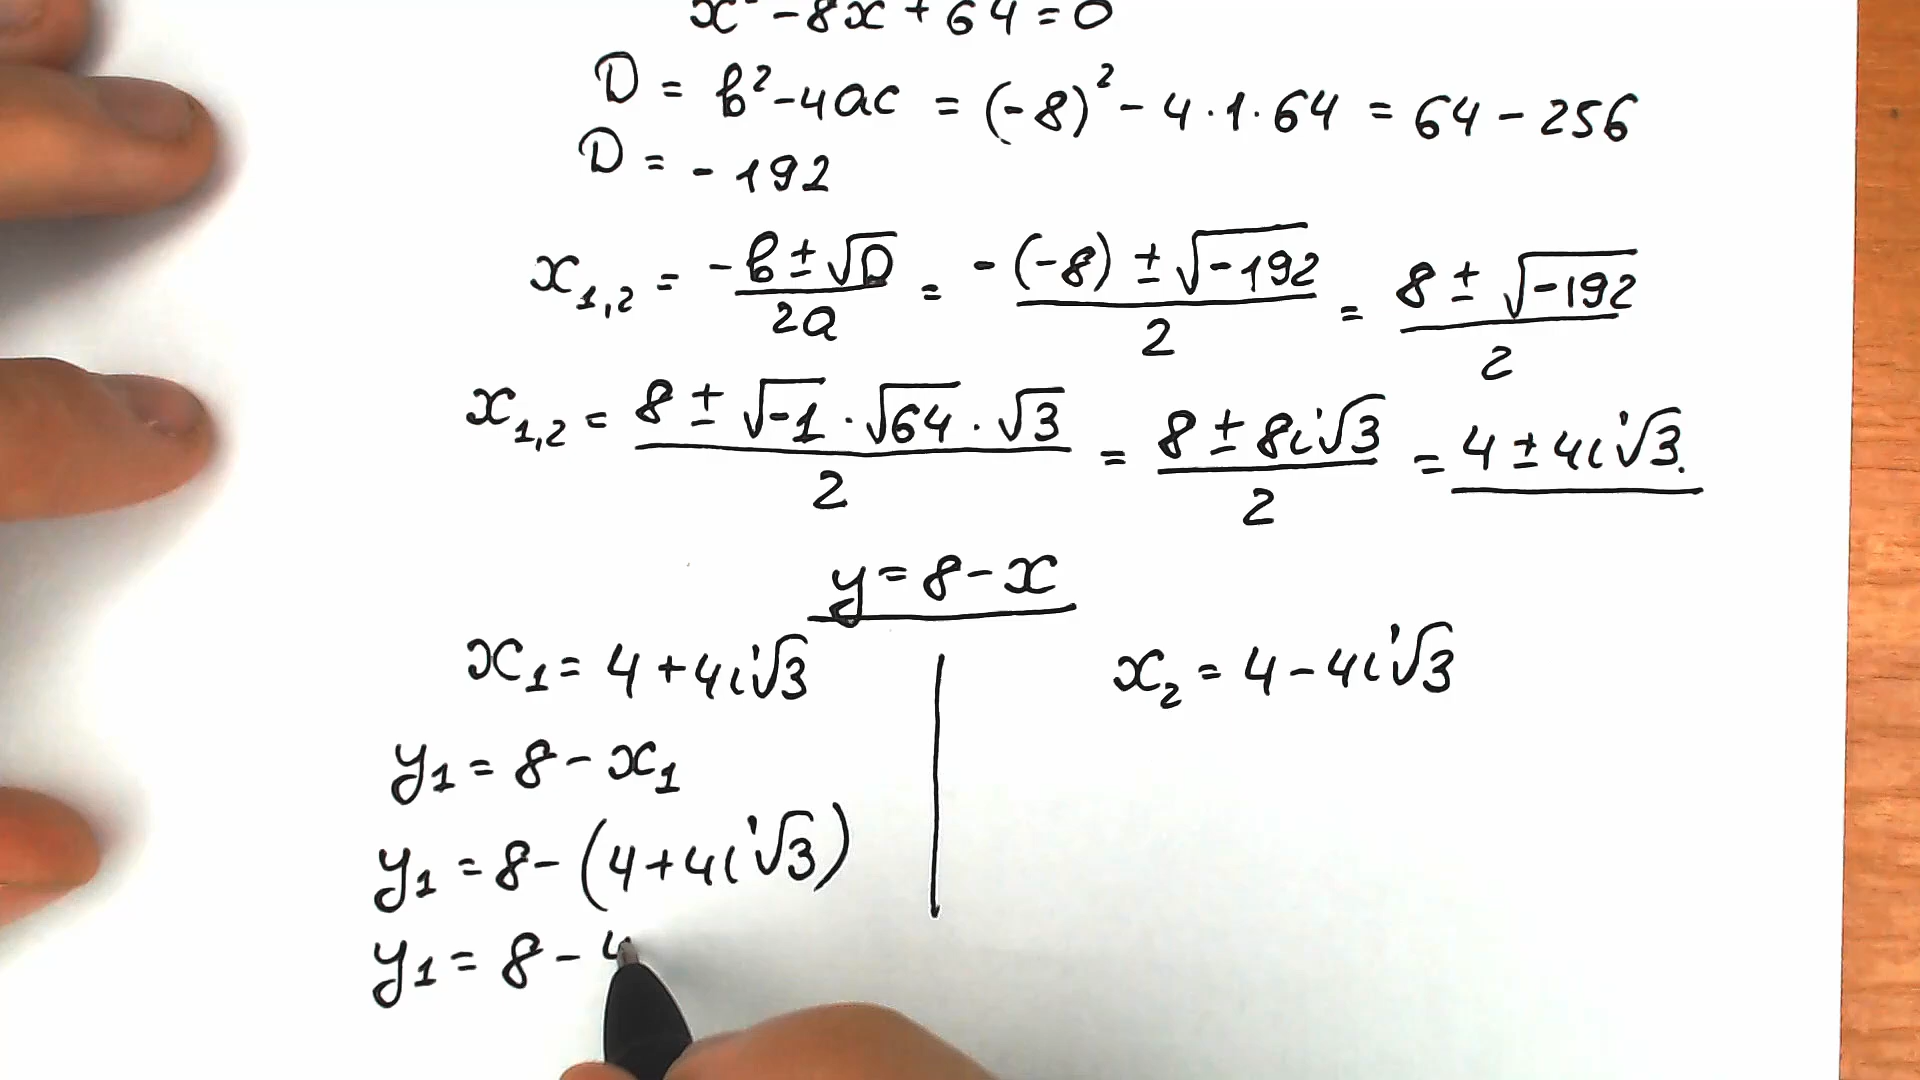 x² - 8x + 64 = 0
D = b² - 4ac = (-8)² - 4 · 1 · 64 = 64 - 256
D = - 192
x₁,₂ = (-b ± √D)/(2a) = (-(-8) ± √(-192))/2 = (8 ± √(-192))/2
x₁,₂ = (8 ± √(-1) · √64 · √3)/2 = (8 ± 8i√3)/2 = 4 ± 4i√3.
y = 8 - x
x₁ = 4 + 4i√3
y₁ = 8 - x₁
y₁ = 8 - (4 + 4i√3)
y₁ = 8 - 4
x₂ = 4 - 4i√3